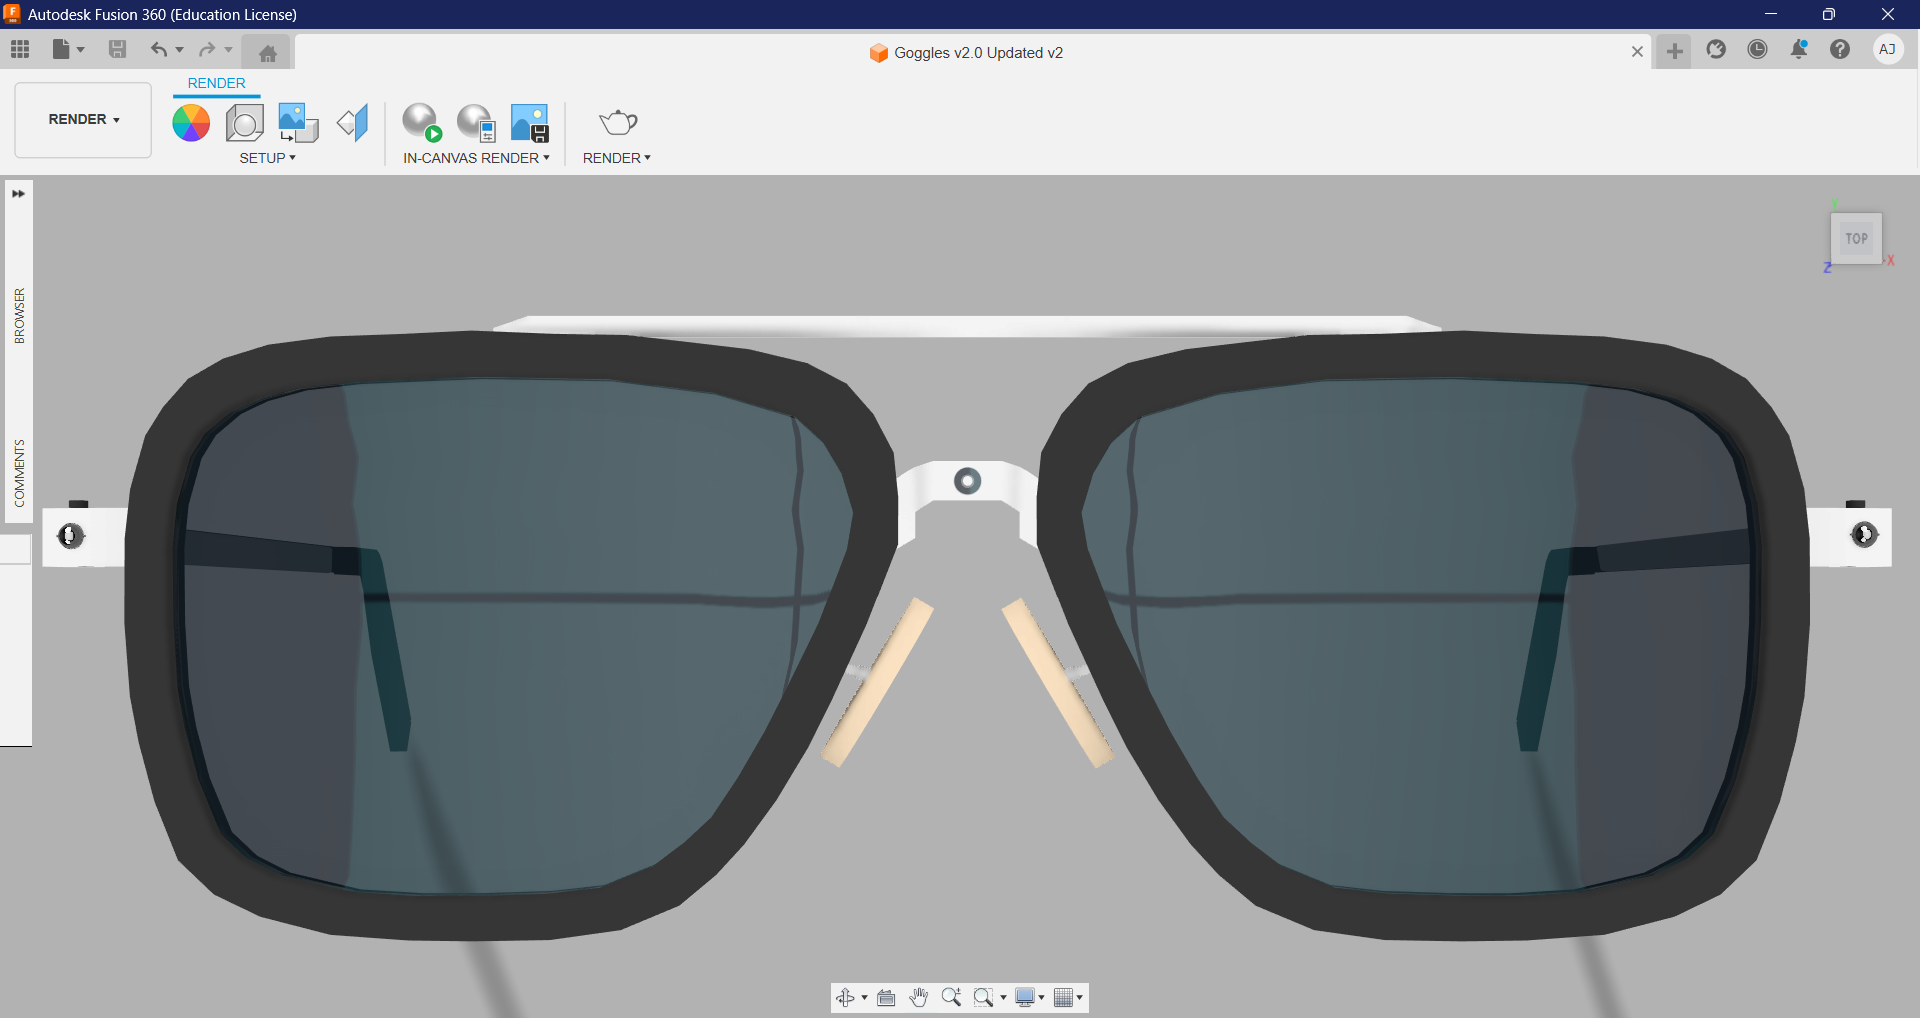 Autodesk Fusion 360 (Education License)
Goggles v2.0 Updated v2
AJ
RENDER
RENDER
SETUP
IN-CANVAS RENDER
RENDER
BROWSER
COMMENTS
Y
TOP
X
Z